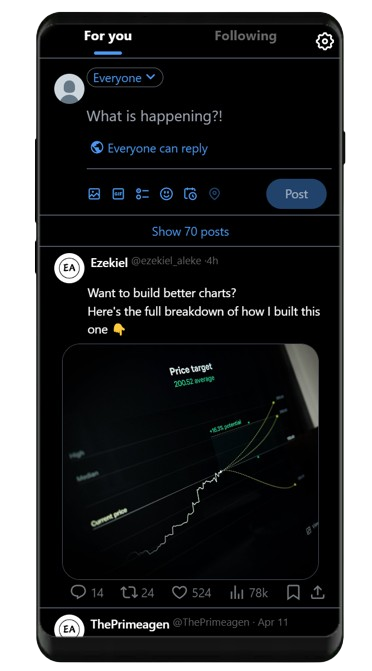 For you
Following
Everyone
What is happening?!
Everyone can reply
GIF
Post
Show 70 posts
EA
Ezekiel @ezekiel_aleke ·4h
Want to build better charts?
Here's the full breakdown of how I built this
one 👇
Price target
200.52 average
+16.2% potential
High
Median
Current price
14
24
524
78k
EA
ThePrimeagen @ThePrimeagen · Apr 11